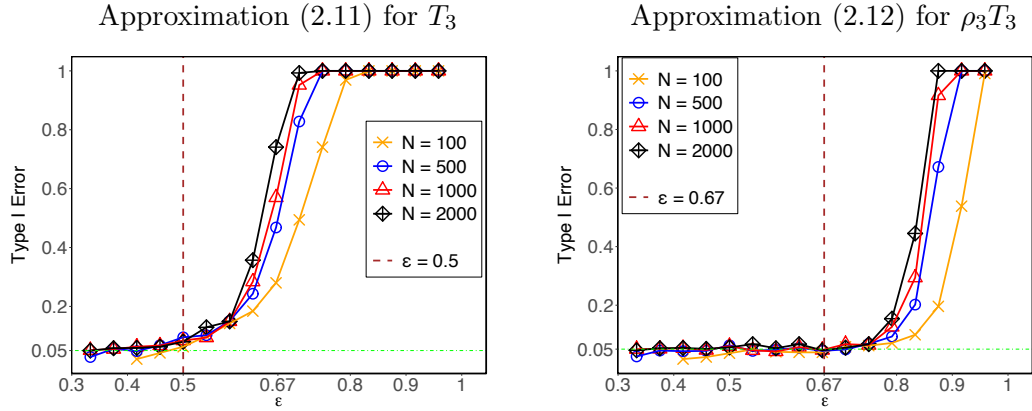 Approximation (2.11) for T₃
Type I Error
1
0.8
0.6
0.4
0.2
0.05
0.3 0.4 0.5 0.67 0.8 0.9 1
ε
N = 100
N = 500
N = 1000
N = 2000
ε = 0.5
Approximation (2.12) for ρ₃T₃
Type I Error
1
0.8
0.6
0.4
0.2
0.05
0.3 0.4 0.5 0.67 0.8 0.9 1
ε
N = 100
N = 500
N = 1000
N = 2000
ε = 0.67